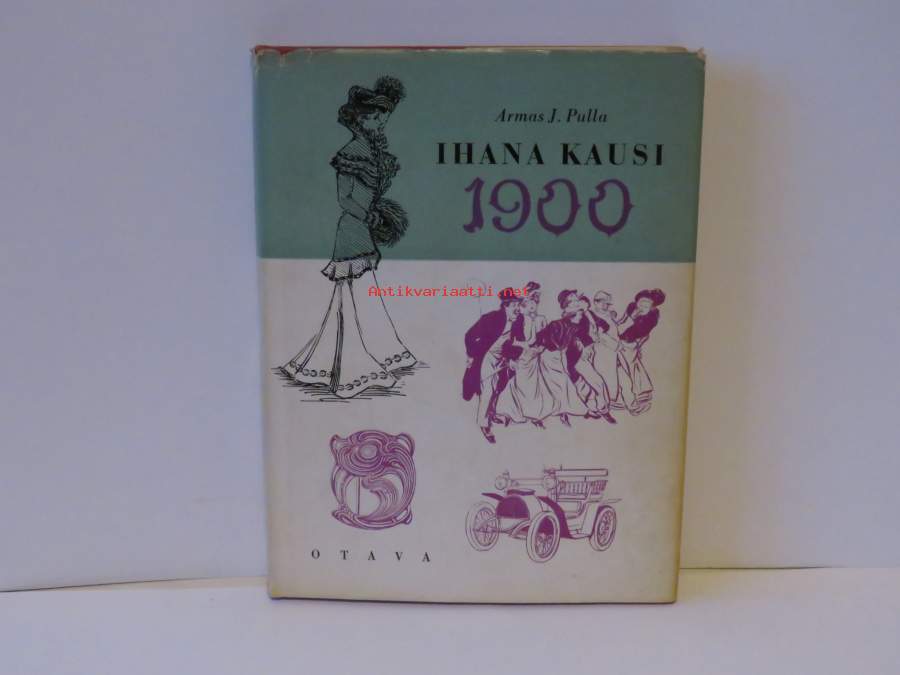 Armas J. Pulla
IHANA KAUSI
1900
Antikvariaatti.net
OTAVA